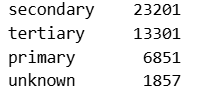 secondary 23201
tertiary 13301
primary 6851
unknown 1857